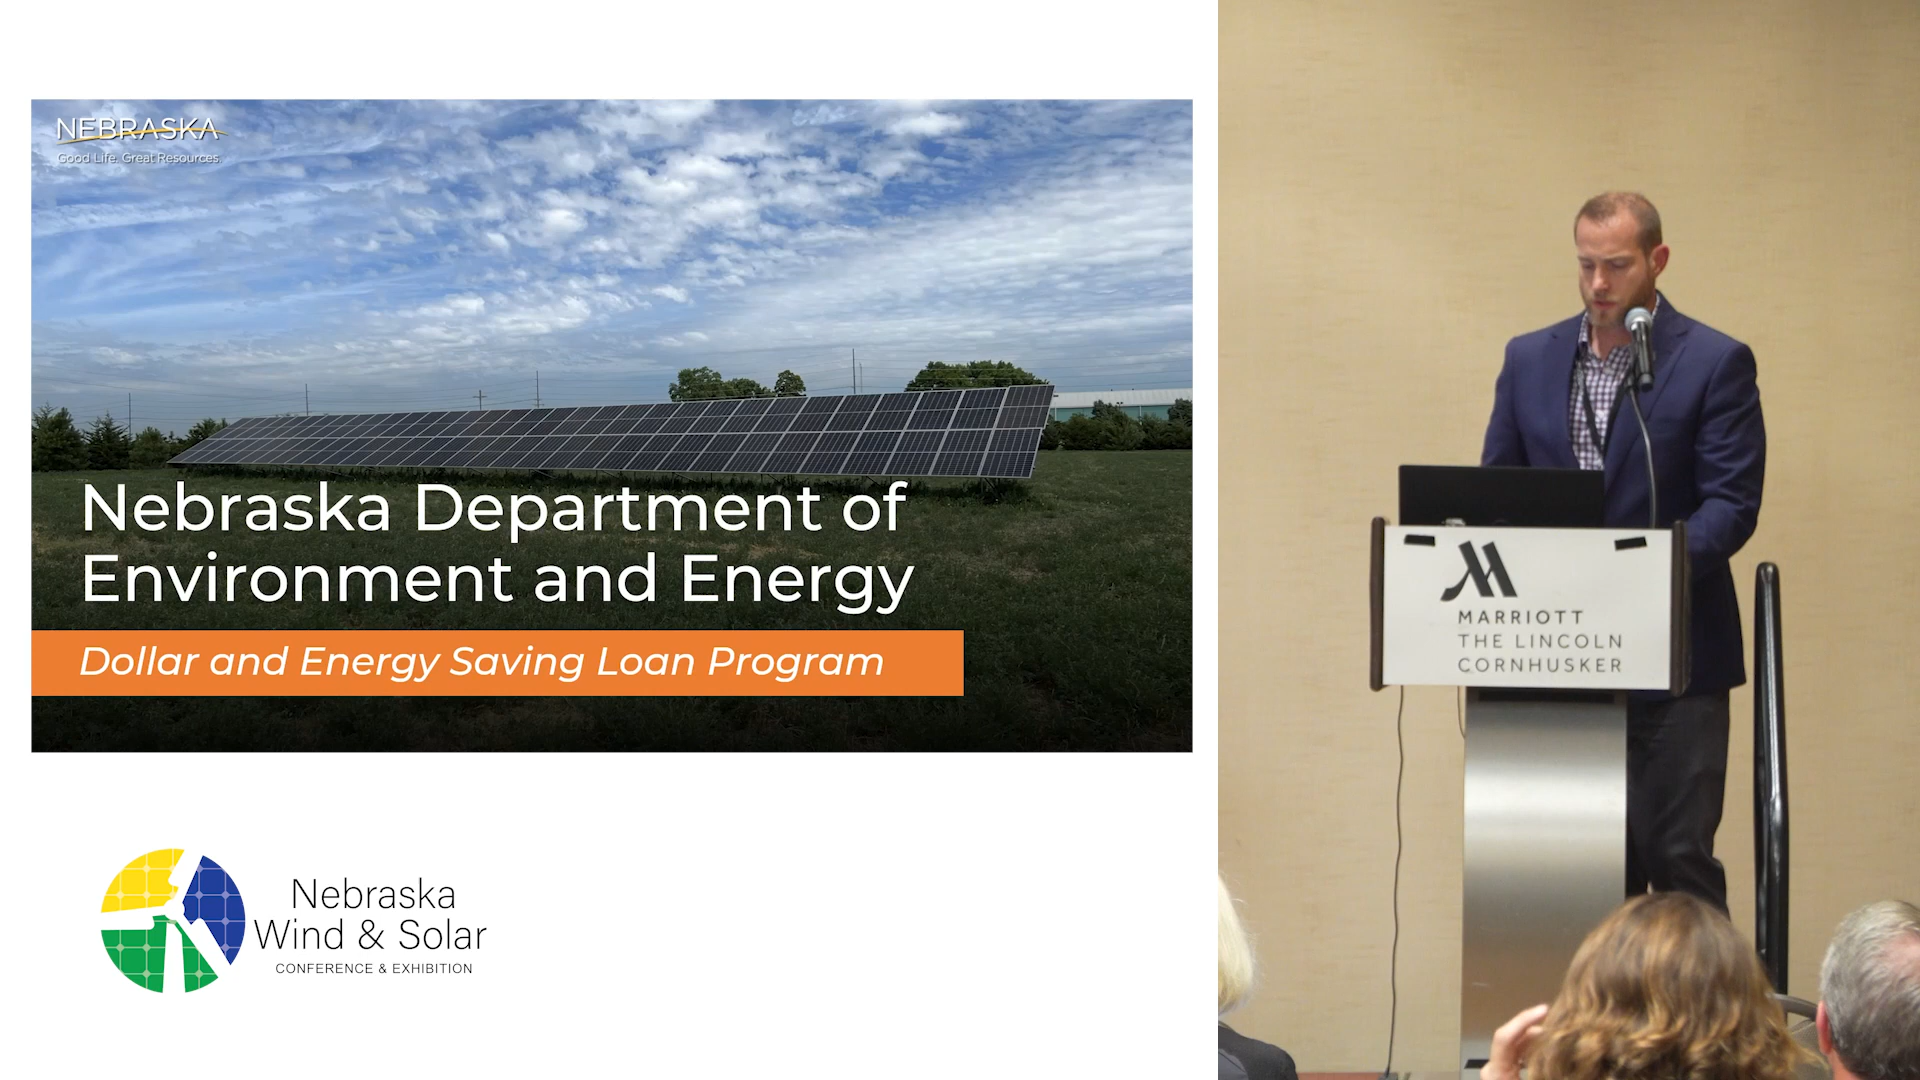 NEBRASKA
Good Life. Great Resources.
Nebraska Department of
Environment and Energy
Dollar and Energy Saving Loan Program
Nebraska
Wind & Solar
CONFERENCE & EXHIBITION
MARRIOTT
THE LINCOLN
CORNHUSKER